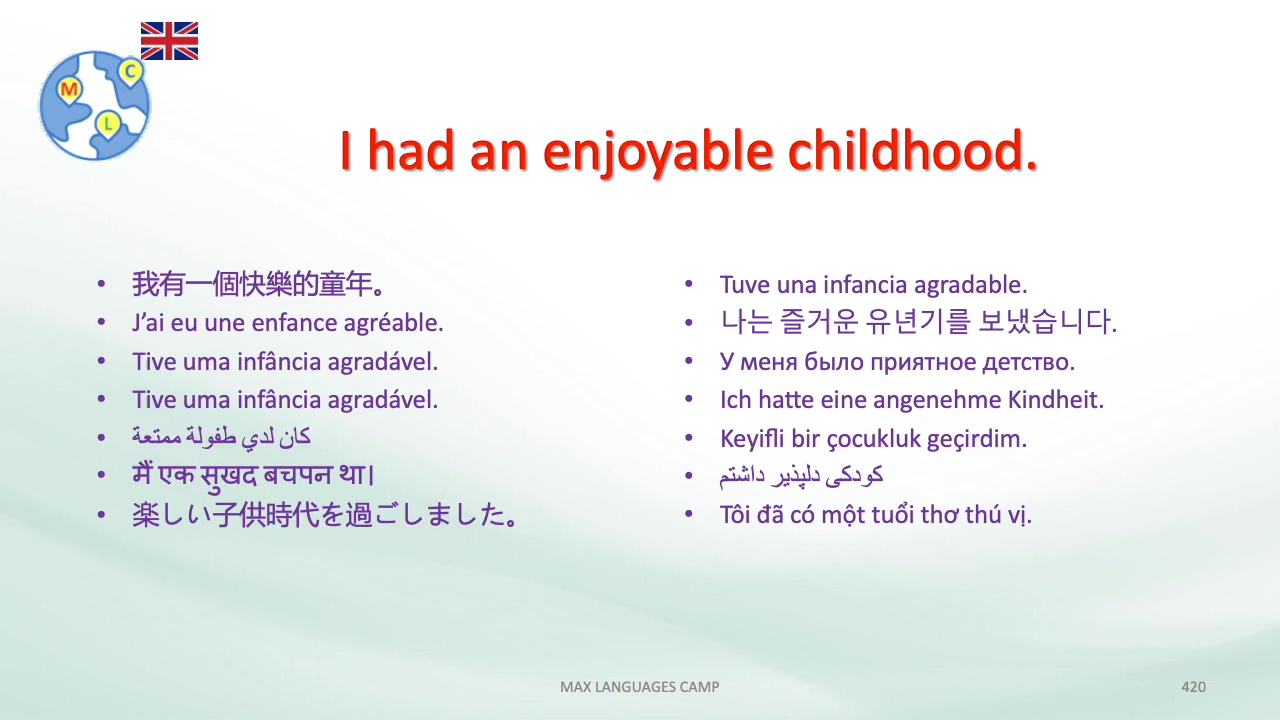 M
C
L
I had an enjoyable childhood.
我有一個快樂的童年。
J’ai eu une enfance agréable.
Tive uma infância agradável.
Tive uma infância agradável.
كان لدي طفولة ممتعة
मैं एक सुखद बचपन था।
楽しい子供時代を過ごしました。
Tuve una infancia agradable.
나는 즐거운 유년기를 보냈습니다.
У меня было приятное детство.
Ich hatte eine angenehme Kindheit.
Keyifli bir çocukluk geçirdim.
کودکی دلپذیر داشتم
Tôi đã có một tuổi thơ thú vị.
MAX LANGUAGES CAMP
420